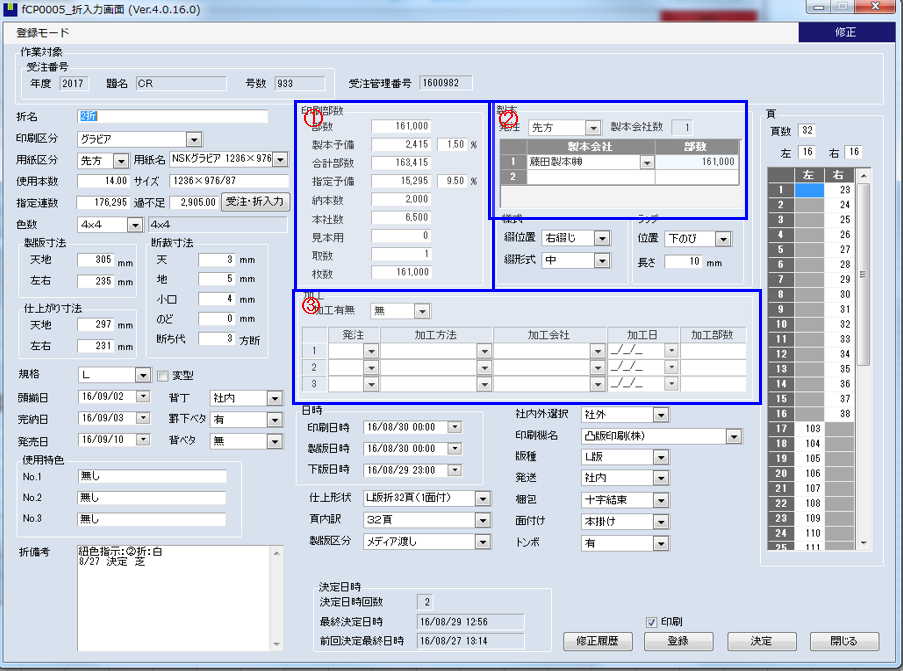 fCP0005_折入力画面 (Ver.4.0.16.0)
登録モード 修正
作業対象
受注番号
年度 2017 題名 CR 号数 933 受注管理番号 1600982
折名 2折
印刷区分 グラビア
用紙区分 先方 用紙名 NSKグラビア 1236×976
使用本数 14.00 サイズ 1236×976/87
指定連数 176,295 過不足 2,905.00 受注・折入力
色数 4×4 4×4
製版寸法
天地 305 mm
左右 235 mm
仕上がり寸法
天地 297 mm
左右 231 mm
断裁寸法
天 3 mm
地 5 mm
小口 4 mm
のど 0 mm
断ち代 3 方断
規格 L 変型
頭揃日 16/09/02 背丁 社内
完納日 16/09/03 罫下ベタ 有
発売日 16/09/10 背ベタ 無
使用特色
No.1 無し
No.2 無し
No.3 無し
折備考 紐色指示:②折:白
8/27 決定 芝
① 印刷部数
部数 161,000
製本予備 2,415 1.50 %
合計部数 163,415
指定予備 15,295 9.50 %
納本数 2,000
本社数 6,500
見本用 0
取数 1
枚数 161,000
② 製本
発注 先方 製本会社数 1
製本会社 部数
1 藤田製本㈱ 161,000
2
様式
綴位置 右綴じ
綴形式 中
ラップ
位置 下のび
長さ 10 mm
③ 加工
加工有無 無
発注 加工方法 加工会社 加工日 加工部数
1 _/_/_
2 _/_/_
3 _/_/_
日時
印刷日時 16/08/30 00:00
製版日時 16/08/30 00:00
下版日時 16/08/29 23:00
仕上形状 L版折32頁(1面付)
頁内訳 32頁
製版区分 メディア渡し
社内外選択 社外
印刷機名 凸版印刷(株)
版種 L版
発送 社内
梱包 十字結束
面付け 本掛け
トンボ 有
決定日時
決定日時回数 2
最終決定日時 16/08/29 12:56
前回決定最終日時 16/08/27 13:14
印刷
修正履歴 登録 決定 閉じる
頁
頁数 32
左 16 右 16
左 右
1 23
2 24
3 25
4 26
5 27
6 28
7 29
8 30
9 31
10 32
11 33
12 34
13 35
14 36
15 37
16 38
17 103
18 104
19 105
20 106
21 107
22 108
23 109
24 110
25 111